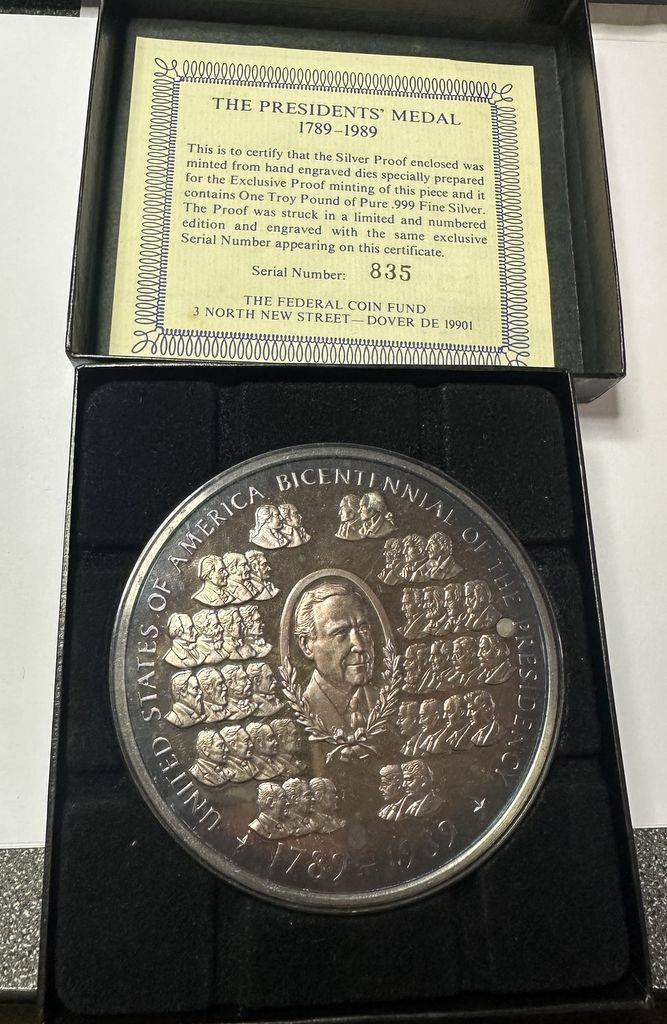 THE PRESIDENTS' MEDAL
1789-1989
This is to certify that the Silver Proof enclosed was
minted from hand engraved dies specially prepared
for the Exclusive Proof minting of this piece and it
contains One Troy Pound of Pure .999 Fine Silver.
The Proof was struck in a limited and numbered
edition and engraved with the same exclusive
Serial Number appearing on this certificate.
Serial Number: 835
THE FEDERAL COIN FUND
3 NORTH NEW STREET—DOVER DE 19901
UNITED STATES OF AMERICA BICENTENNIAL OF THE PRESIDENCY
1789-1989